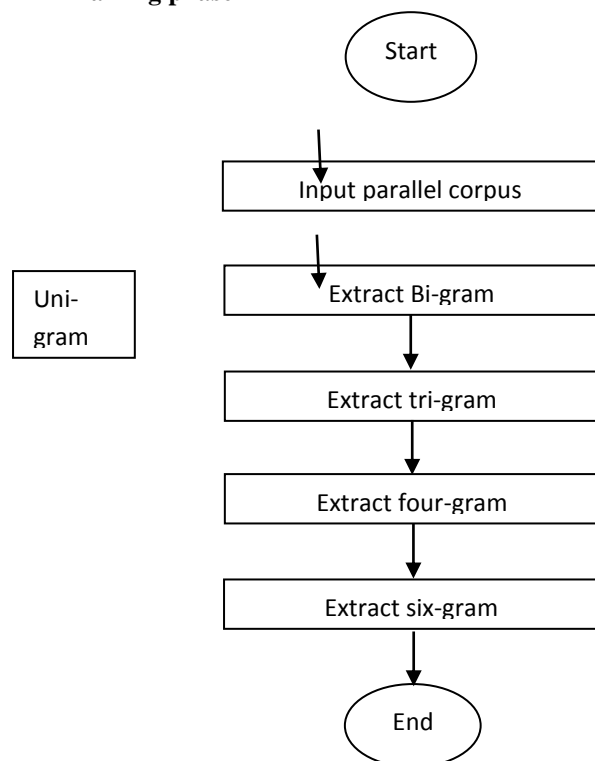 Start
Input parallel corpus
Uni-
gram
Extract Bi-gram
Extract tri-gram
Extract four-gram
Extract six-gram
End